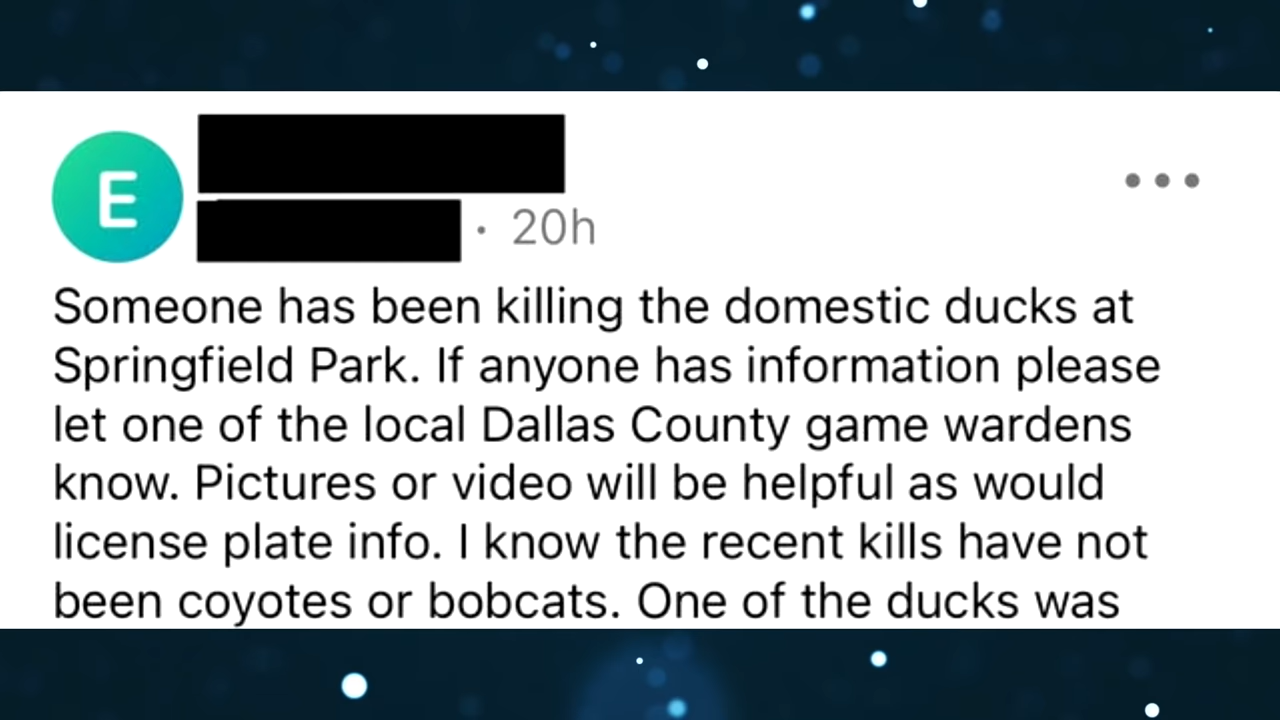 E
· 20h
Someone has been killing the domestic ducks at
Springfield Park. If anyone has information please
let one of the local Dallas County game wardens
know. Pictures or video will be helpful as would
license plate info. I know the recent kills have not
been coyotes or bobcats. One of the ducks was